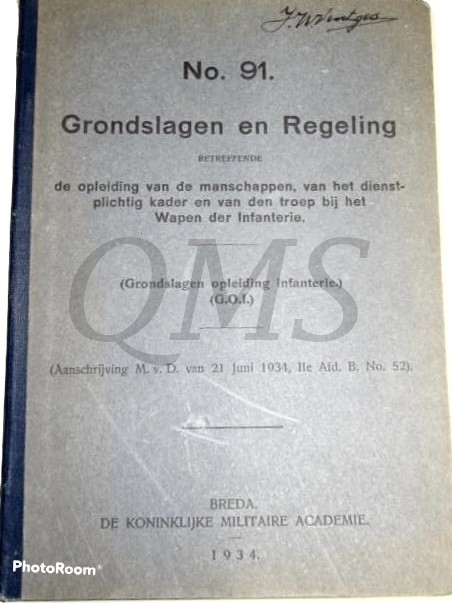 No. 91.
Grondslagen en Regeling
BETREFFENDE
de opleiding van de manschappen, van het dienst-
plichtig kader en van den troep bij het
Wapen der Infanterie.
QMS
(Grondslagen opleiding Infanterie.)
(G.O.I.)
(Aanschrijving M. v. D. van 21 Juni 1934, IIe Afd. B. No. 52).
BREDA.
DE KONINKLIJKE MILITAIRE ACADEMIE.
1934.
PhotoRoom